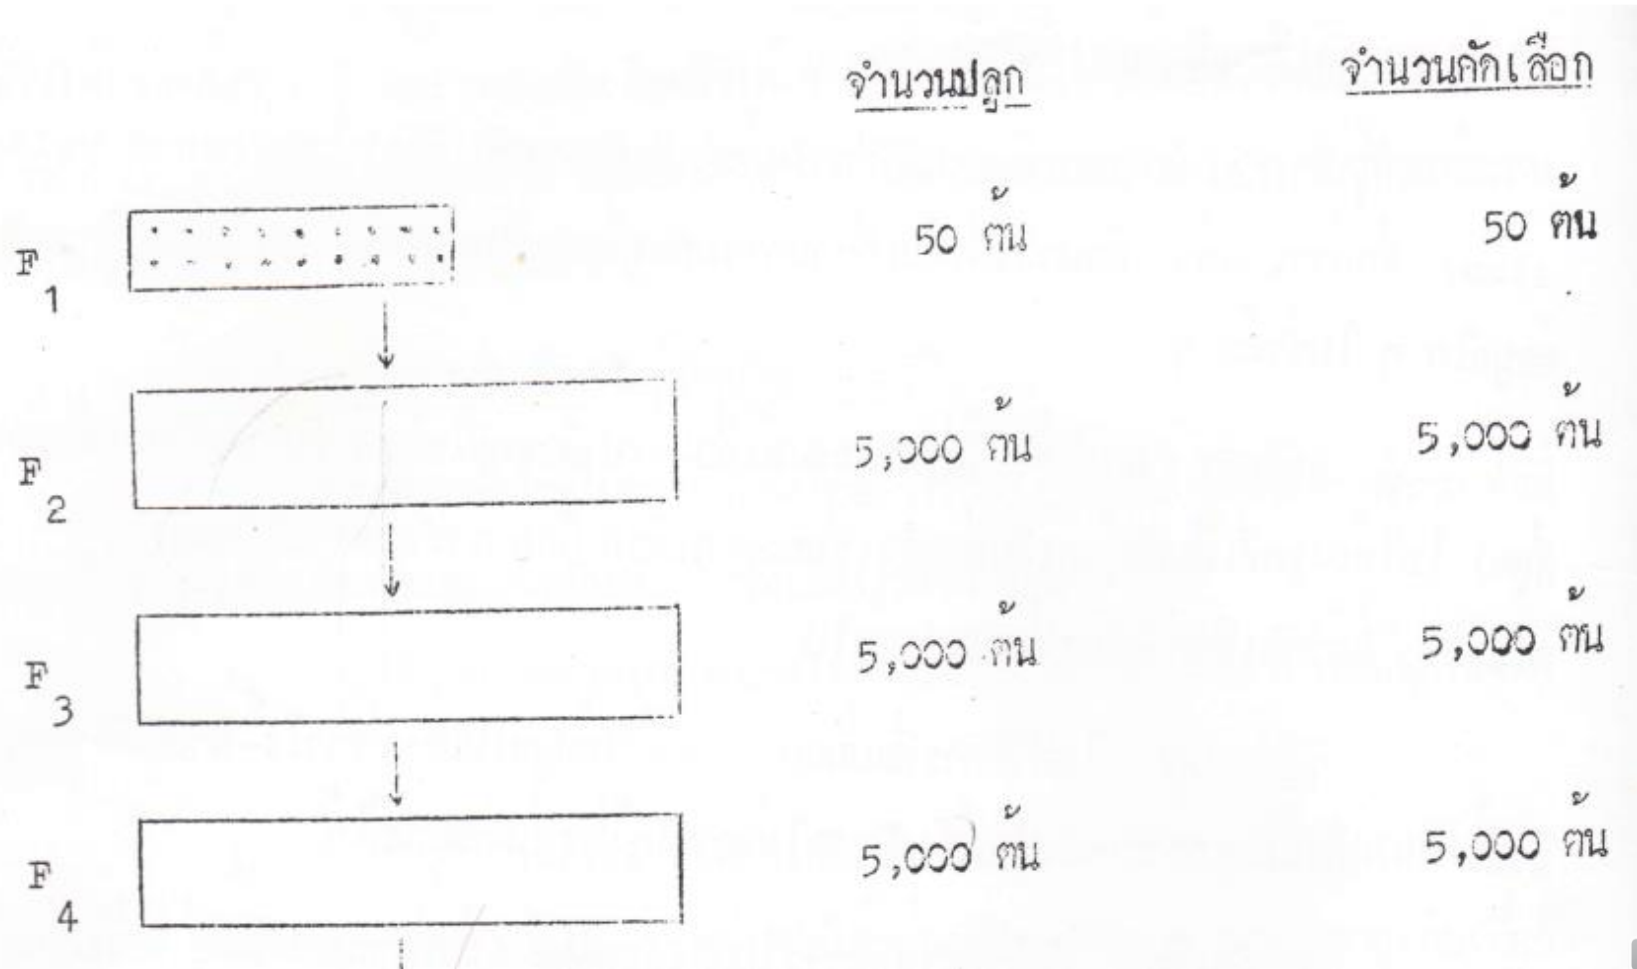 จำนวนปลูก จำนวนคัดเลือก
F1 50 ต้น 50 ต้น
F2 5,000 ต้น 5,000 ต้น
F3 5,000 ต้น 5,000 ต้น
F4 5,000 ต้น 5,000 ต้น